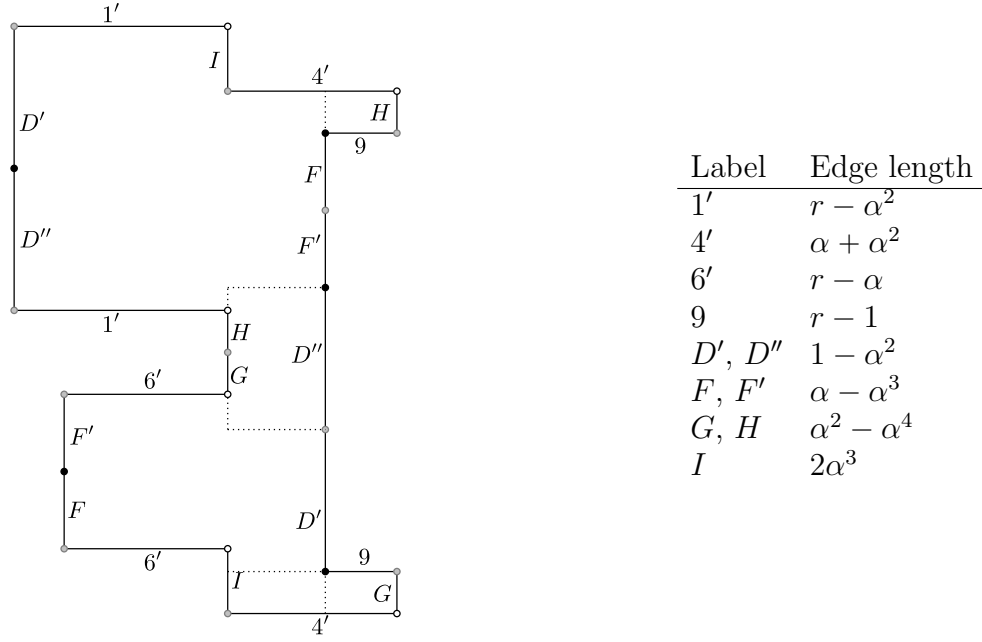 1′
I
4′
D′
H
9
F
D″
F′
1′
H
D″
G
6′
F′
F
D′
6′
9
I
G
4′
Label Edge length
1′ r − α²
4′ α + α²
6′ r − α
9 r − 1
D′, D″ 1 − α²
F, F′ α − α³
G, H α² − α⁴
I 2α³